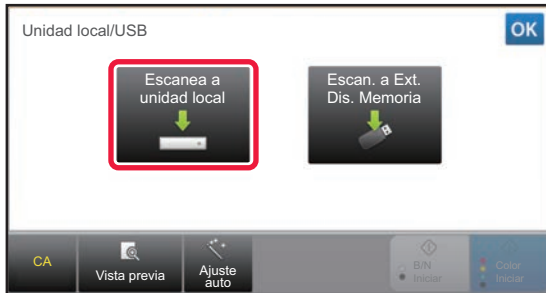 Unidad local/USB
OK
Escanea a
unidad local
Escan. a Ext.
Dis. Memoria
CA
Vista previa
Ajuste
auto
B/N
Iniciar
Color
Iniciar